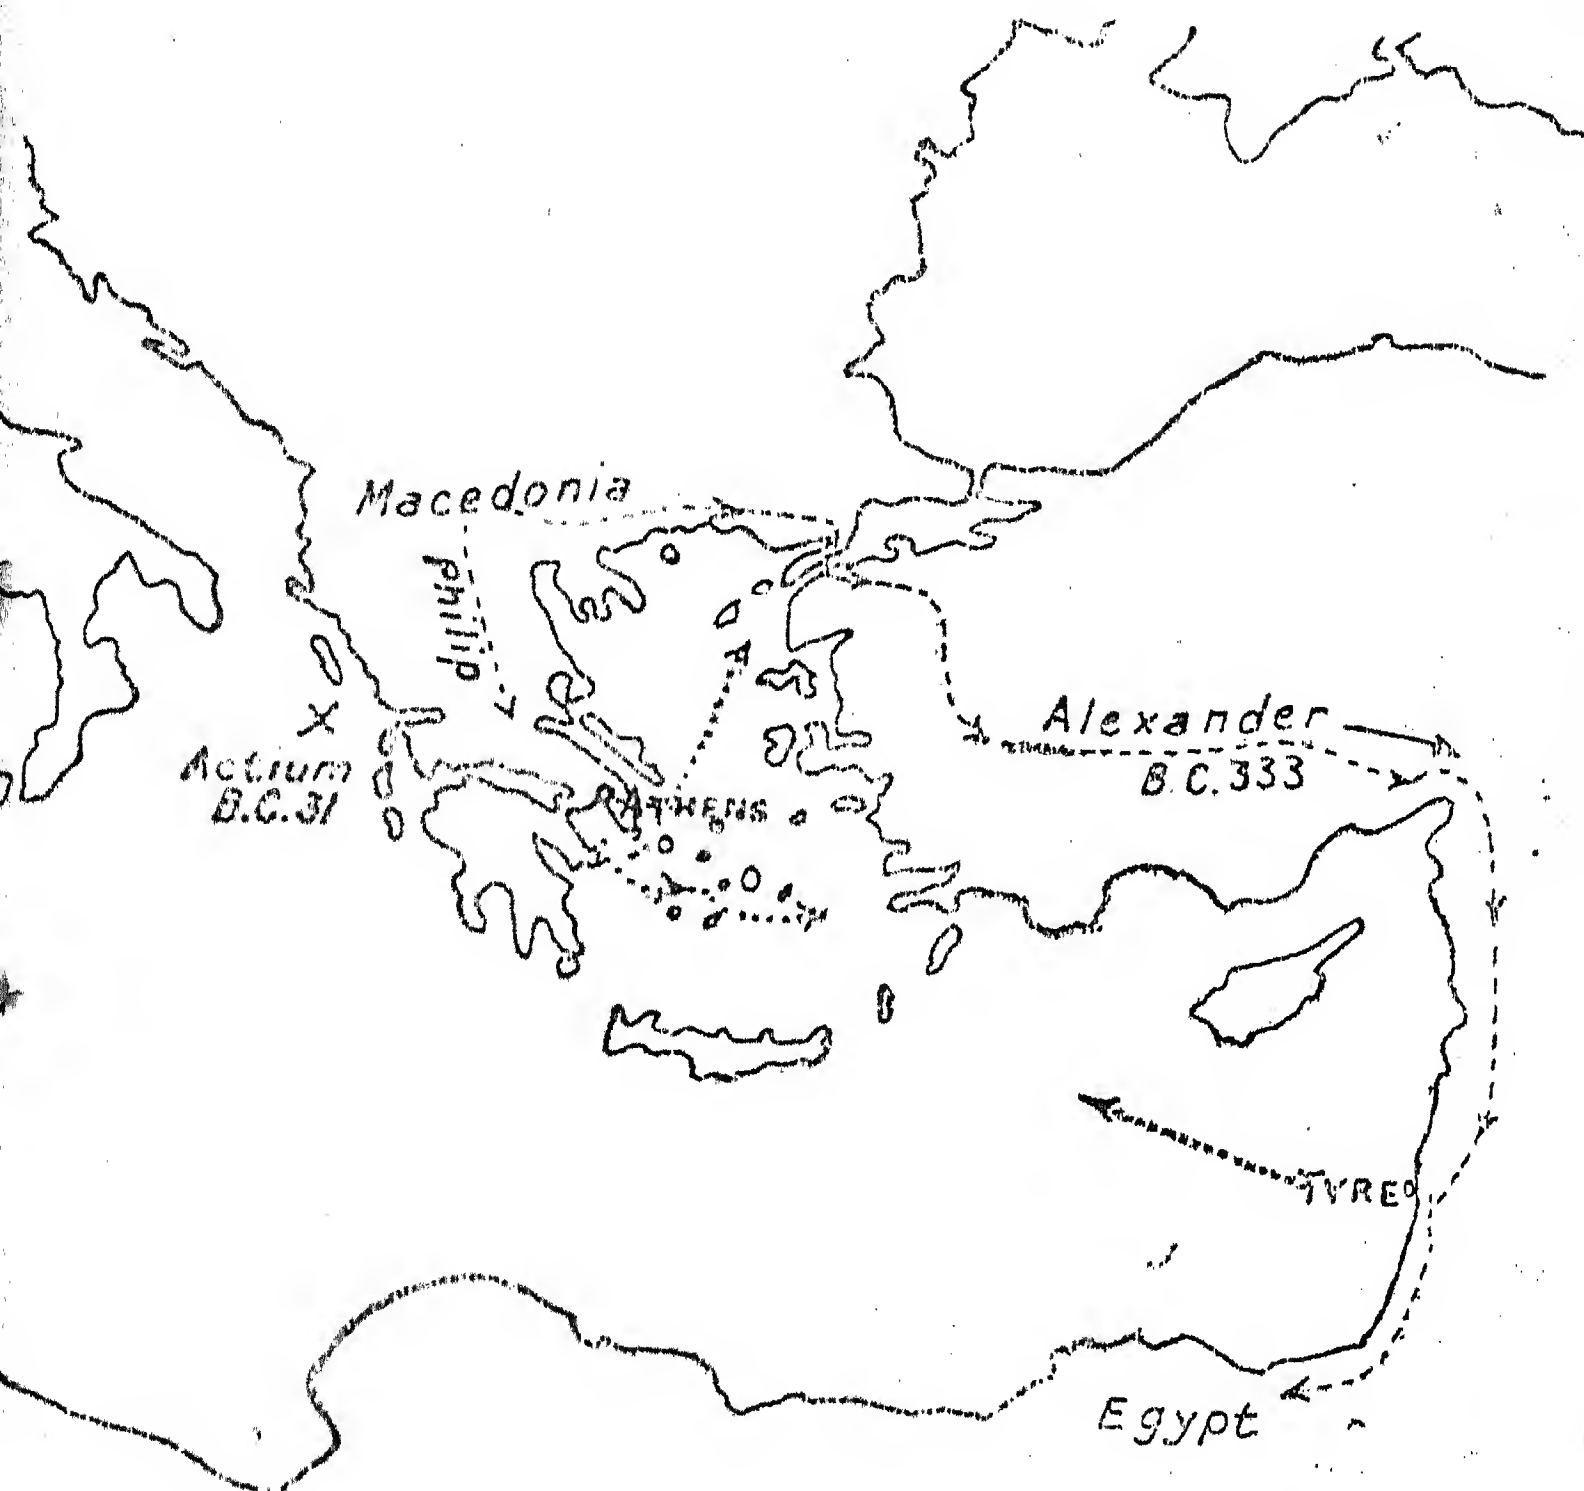 Macedonia
Philip
Alexander
B.C. 333
Actium
B.C. 31
ATHENS
TYRE
Egypt